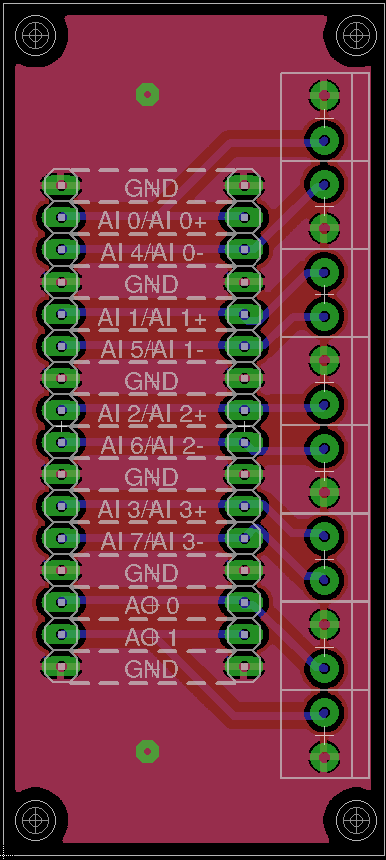 GND
AI 0/AI 0+
AI 4/AI 0-
GND
AI 1/AI 1+
AI 5/AI 1-
GND
AI 2/AI 2+
AI 6/AI 2-
GND
AI 3/AI 3+
AI 7/AI 3-
GND
AO 0
AO 1
GND